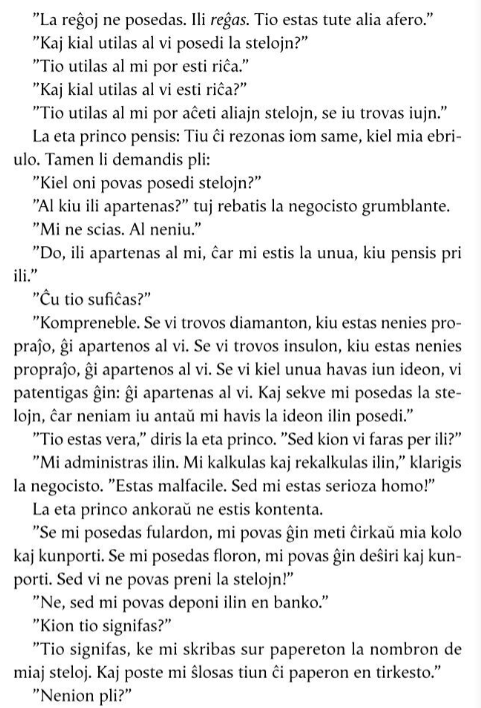 ”La reĝoj ne posedas. Ili reĝas. Tio estas tute alia afero.”
”Kaj kial utilas al vi posedi la stelojn?”
”Tio utilas al mi por esti riĉa.”
”Kaj kial utilas al vi esti riĉa?”
”Tio utilas al mi por aĉeti aliajn stelojn, se iu trovas iujn.”
La eta princo pensis: Tiu ĉi rezonas iom same, kiel mia ebri-
ulo. Tamen li demandis pli:
”Kiel oni povas posedi stelojn?”
”Al kiu ili apartenas?” tuj rebatis la negocisto grumblante.
”Mi ne scias. Al neniu.”
”Do, ili apartenas al mi, ĉar mi estis la unua, kiu pensis pri
ili.”
”Ĉu tio sufiĉas?”
”Kompreneble. Se vi trovos diamanton, kiu estas nenies pro-
praĵo, ĝi apartenos al vi. Se vi trovos insulon, kiu estas nenies
propraĵo, ĝi apartenos al vi. Se vi kiel unua havas iun ideon, vi
patentigas ĝin: ĝi apartenas al vi. Kaj sekve mi posedas la ste-
lojn, ĉar neniam iu antaŭ mi havis la ideon ilin posedi.”
”Tio estas vera,” diris la eta princo. ”Sed kion vi faras per ili?”
”Mi administras ilin. Mi kalkulas kaj rekalkulas ilin,” klarigis
la negocisto. ”Estas malfacile. Sed mi estas serioza homo!”
La eta princo ankoraŭ ne estis kontenta.
”Se mi posedas fulardon, mi povas ĝin meti ĉirkaŭ mia kolo
kaj kunporti. Se mi posedas floron, mi povas ĝin deŝiri kaj kun-
porti. Sed vi ne povas preni la stelojn!”
”Ne, sed mi povas deponi ilin en banko.”
”Kion tio signifas?”
”Tio signifas, ke mi skribas sur papereton la nombron de
miaj steloj. Kaj poste mi ŝlosas tiun ĉi paperon en tirkesto.”
”Nenion pli?”